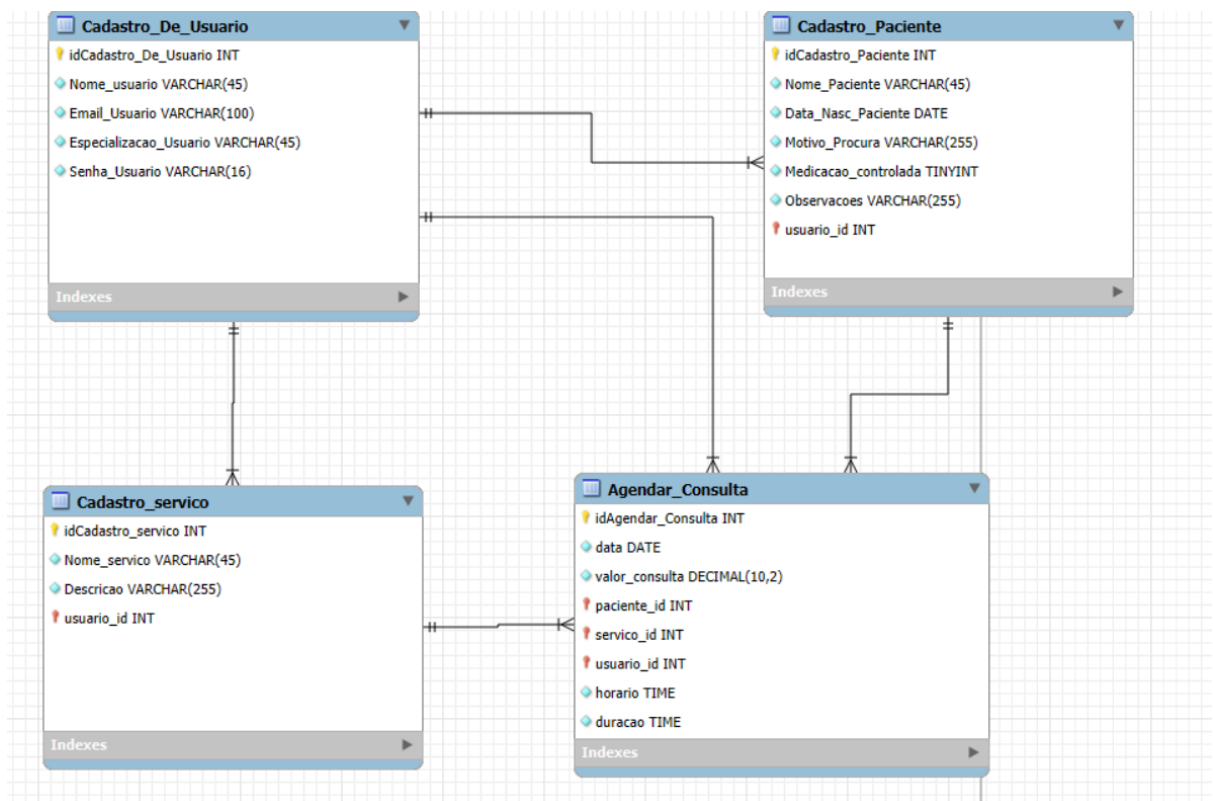 Cadastro_De_Usuario
idCadastro_De_Usuario INT
Nome_usuario VARCHAR(45)
Email_Usuario VARCHAR(100)
Especializacao_Usuario VARCHAR(45)
Senha_Usuario VARCHAR(16)
Indexes
Cadastro_Paciente
idCadastro_Paciente INT
Nome_Paciente VARCHAR(45)
Data_Nasc_Paciente DATE
Motivo_Procura VARCHAR(255)
Medicacao_controlada TINYINT
Observacoes VARCHAR(255)
usuario_id INT
Indexes
Cadastro_servico
idCadastro_servico INT
Nome_servico VARCHAR(45)
Descricao VARCHAR(255)
usuario_id INT
Indexes
Agendar_Consulta
idAgendar_Consulta INT
data DATE
valor_consulta DECIMAL(10,2)
paciente_id INT
servico_id INT
usuario_id INT
horario TIME
duracao TIME
Indexes